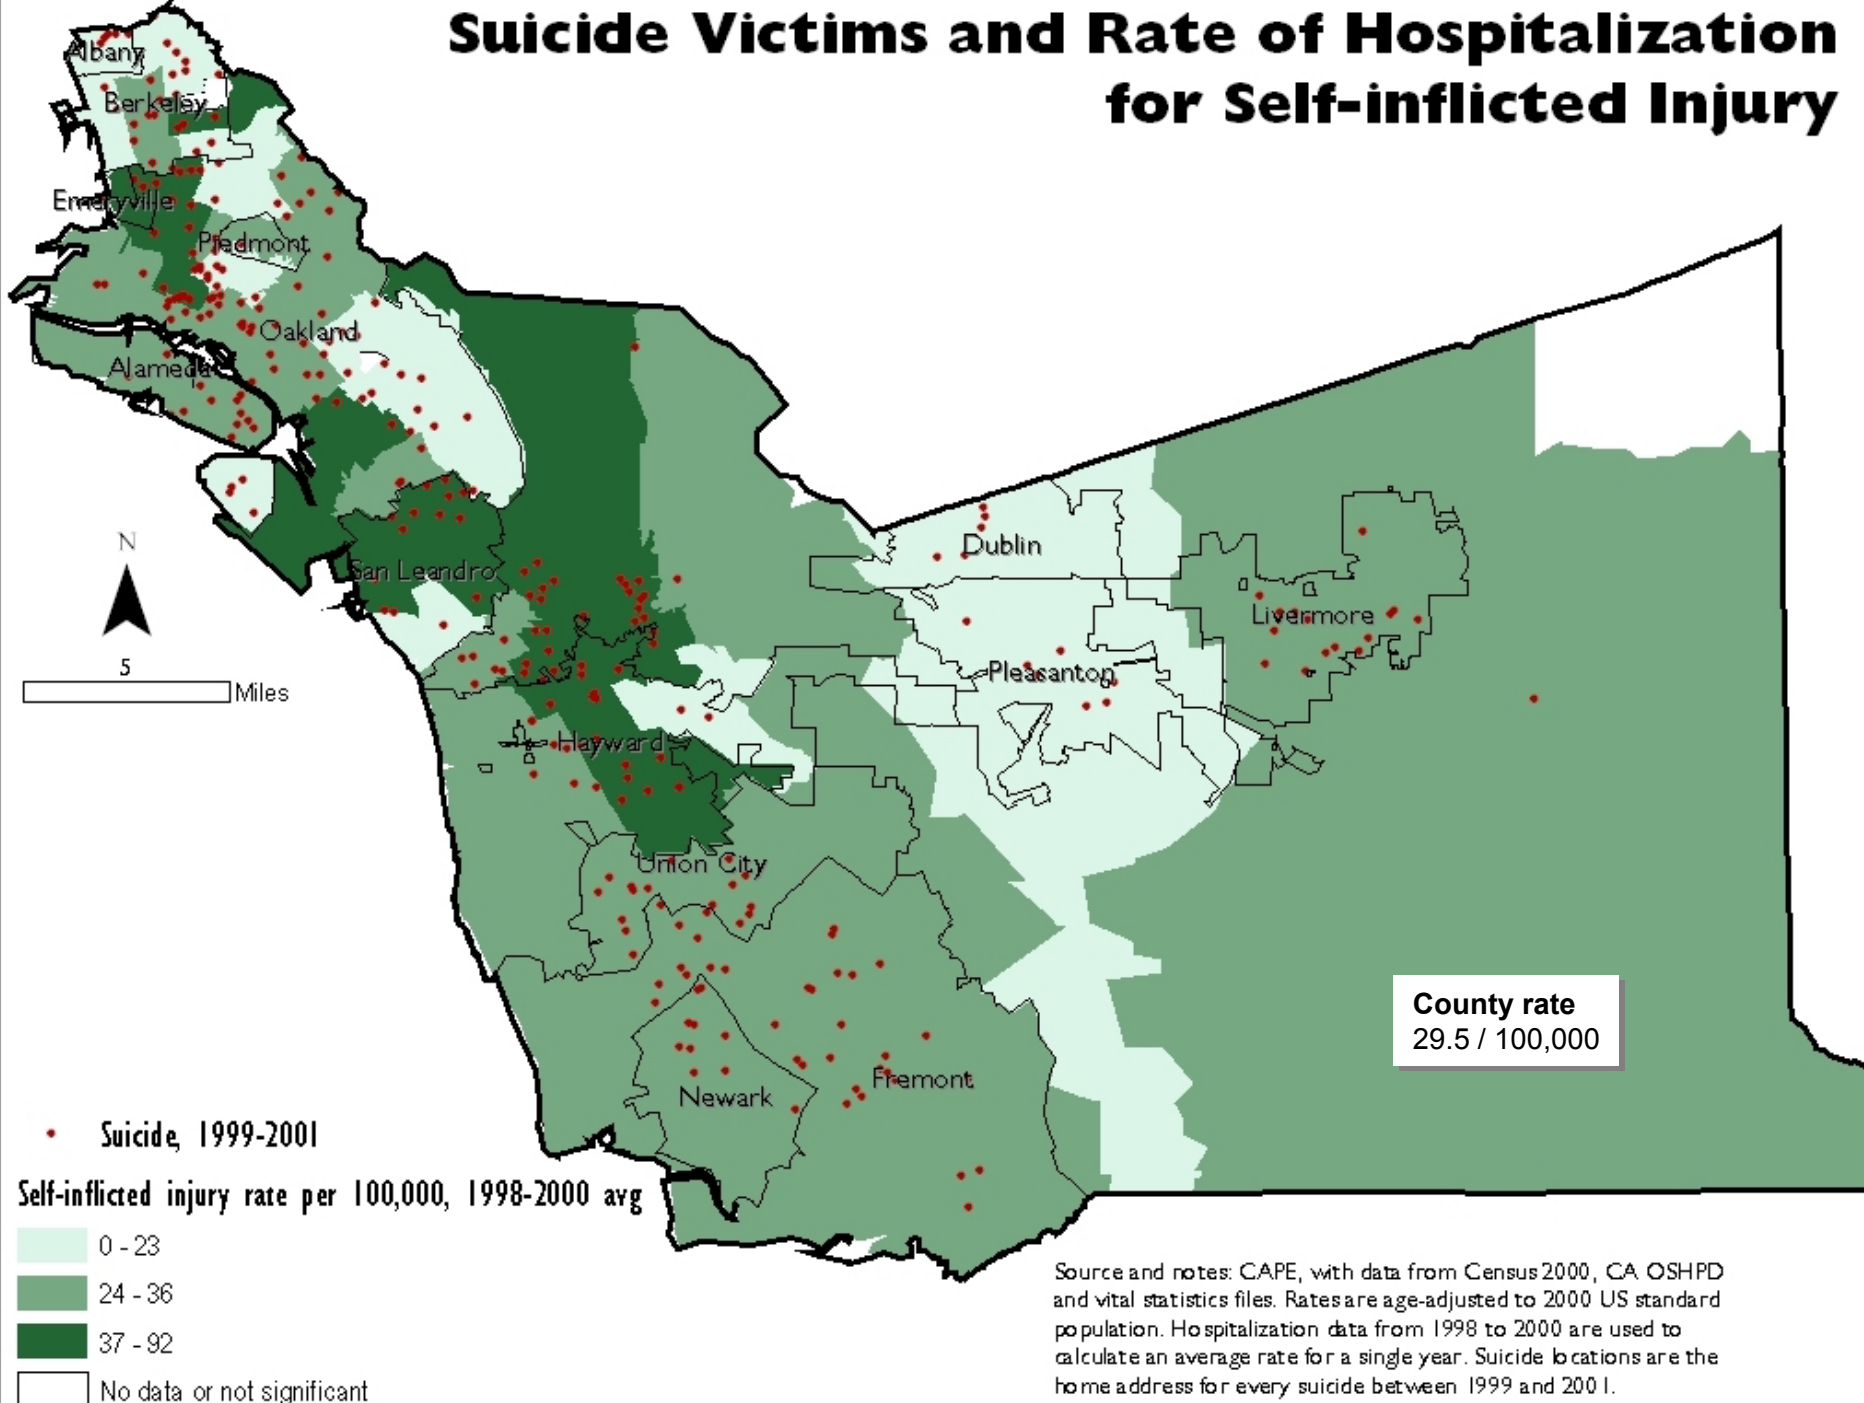 Suicide Victims and Rate of Hospitalization
for Self-inflicted Injury
Albany
Berkeley
Emeryville
Piedmont
Oakland
Alameda
San Leandro
Dublin
Livermore
Pleasanton
Hayward
Union City
Newark
Fremont
N
5
Miles
County rate
29.5 / 100,000
Suicide, 1999-2001
Self-inflicted injury rate per 100,000, 1998-2000 avg
0 - 23
24 - 36
37 - 92
No data or not significant
Source and notes: CAPE, with data from Census 2000, CA OSHPD
and vital statistics files. Rates are age-adjusted to 2000 US standard
population. Hospitalization data from 1998 to 2000 are used to
calculate an average rate for a single year. Suicide locations are the
home address for every suicide between 1999 and 2001.